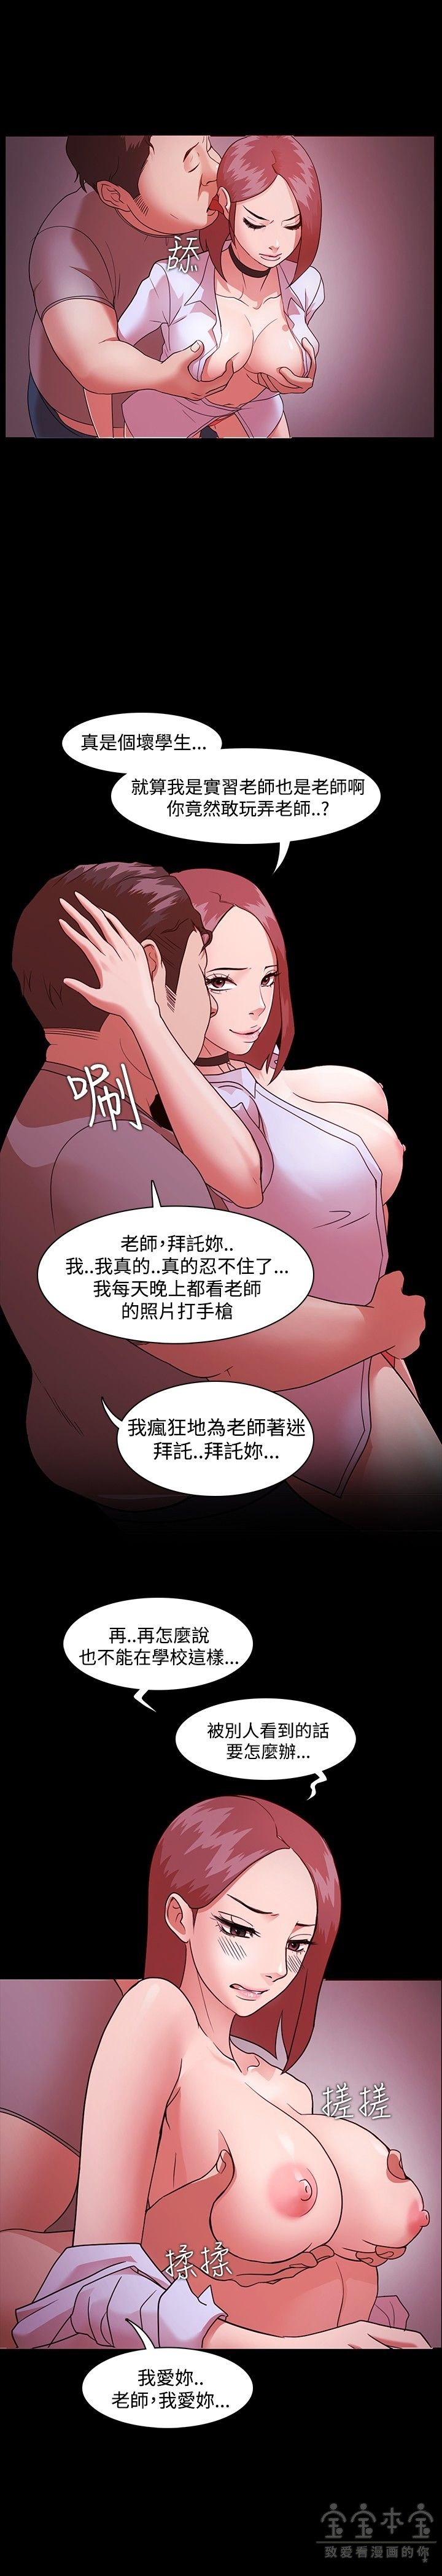 舔
真是個壞學生...
就算我是實習老師也是老師啊
你竟然敢玩弄老師..?
唰
老師,拜託妳..
我..我真的..真的忍不住了...
我每天晚上都看老師
的照片打手槍
我瘋狂地為老師著迷
拜託..拜託妳...
再..再怎麼說
也不能在學校這樣...
被別人看到的話
要怎麼辦...
搓搓
揉揉
我愛妳..
老師,我愛妳...
宝宝本宝
致爱看漫画的你